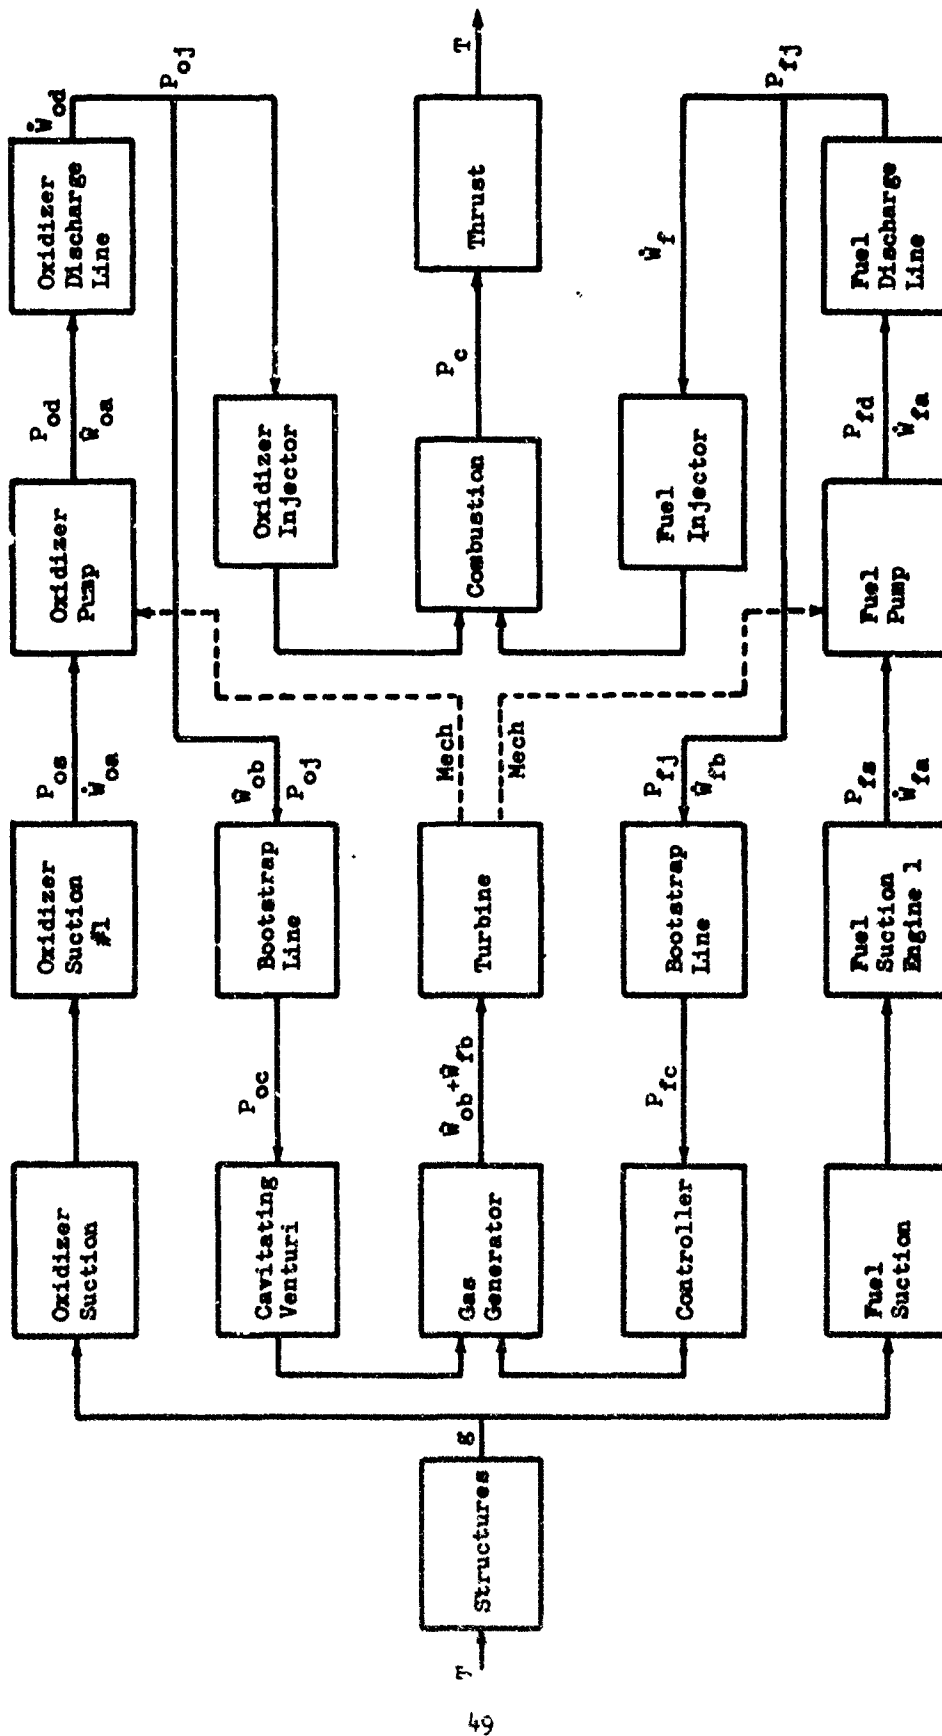 T
Structures
g
Oxidizer
Suction
Oxidizer
Suction
#1
P_os
Ẇ_oa
Oxidizer
Pump
P_od
Ẇ_oa
Oxidizer
Discharge
Line
Ẇ_od
P_oj
Cavitating
Venturi
P_oc
Bootstrap
Line
Ẇ_ob
P_oj
Oxidizer
Injector
Gas
Generator
Ẇ_ob+Ẇ_fb
Turbine
Mech
Mech
Combustion
P_c
Thrust
T
Controller
P_fc
Bootstrap
Line
P_fj
Ẇ_fb
Fuel
Injector
Ẇ_f
P_fj
Fuel
Suction
Fuel
Suction
Engine 1
P_fs
Ẇ_fa
Fuel
Pump
P_fd
Ẇ_fa
Fuel
Discharge
Line
49